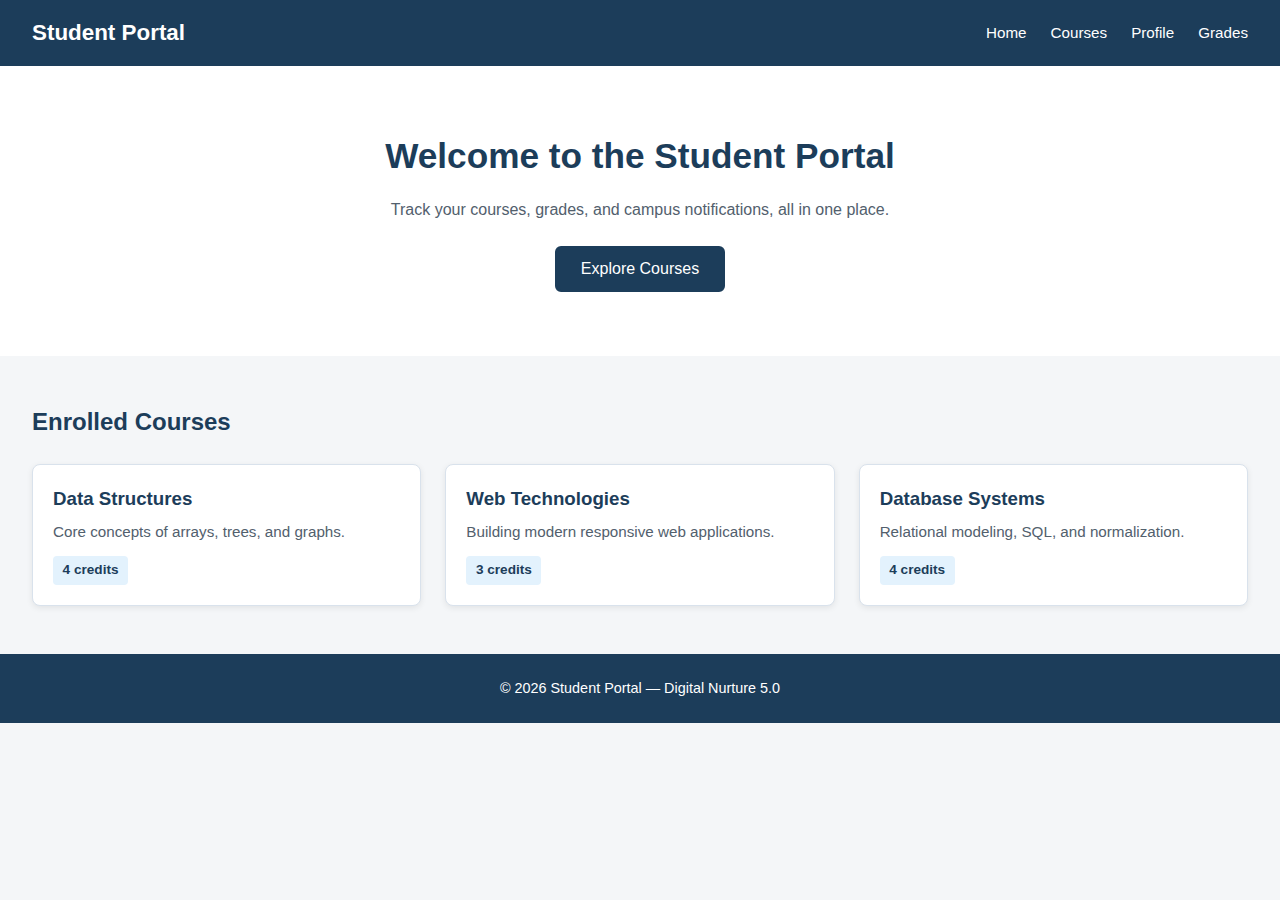 Student Portal
Home Courses Profile Grades
Welcome to the Student Portal
Track your courses, grades, and campus notifications, all in one place.
Explore Courses
Enrolled Courses
Data Structures
Core concepts of arrays, trees, and graphs.
4 credits
Web Technologies
Building modern responsive web applications.
3 credits
Database Systems
Relational modeling, SQL, and normalization.
4 credits
© 2026 Student Portal — Digital Nurture 5.0